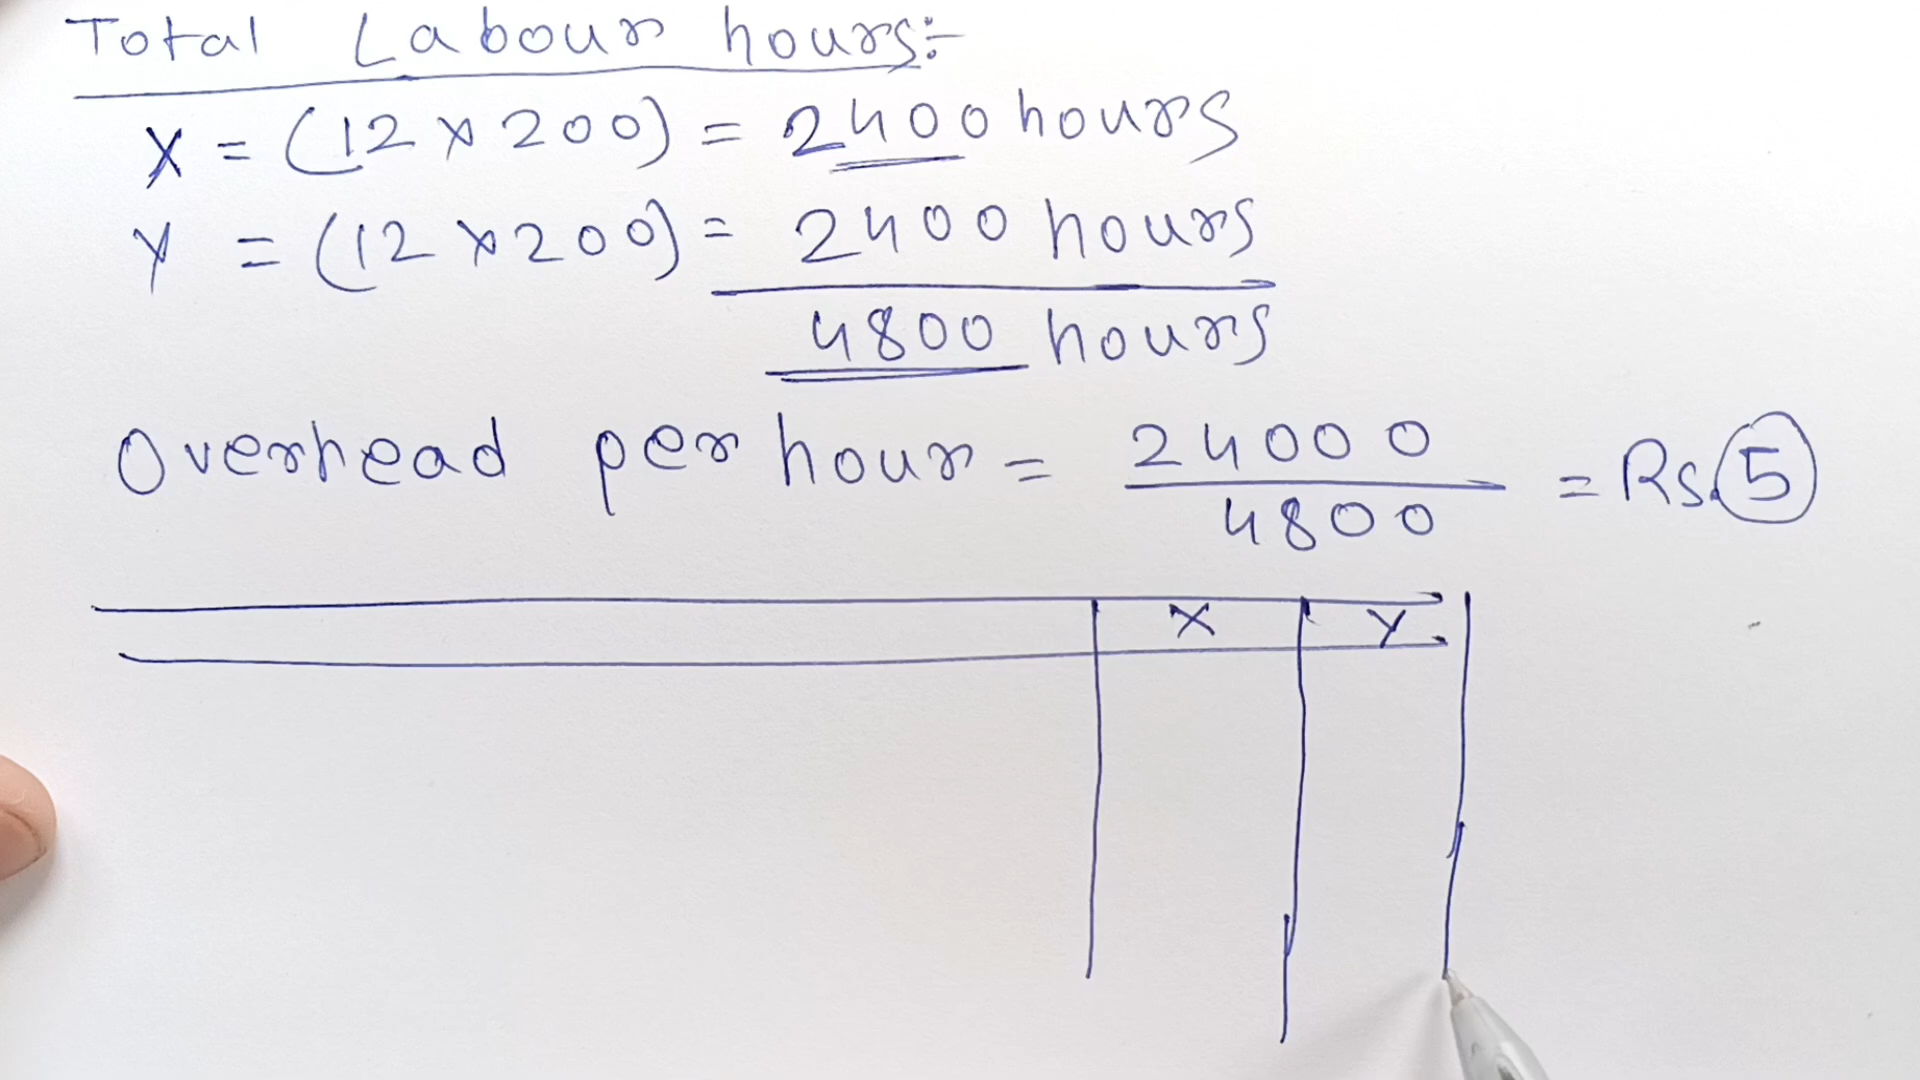 Total Labour hours:-
X = (12 x 200) = 2400 hours
Y = (12 x 200) = 2400 hours
4800 hours
Overhead per hour = 24000 / 4800 = Rs. 5
X Y